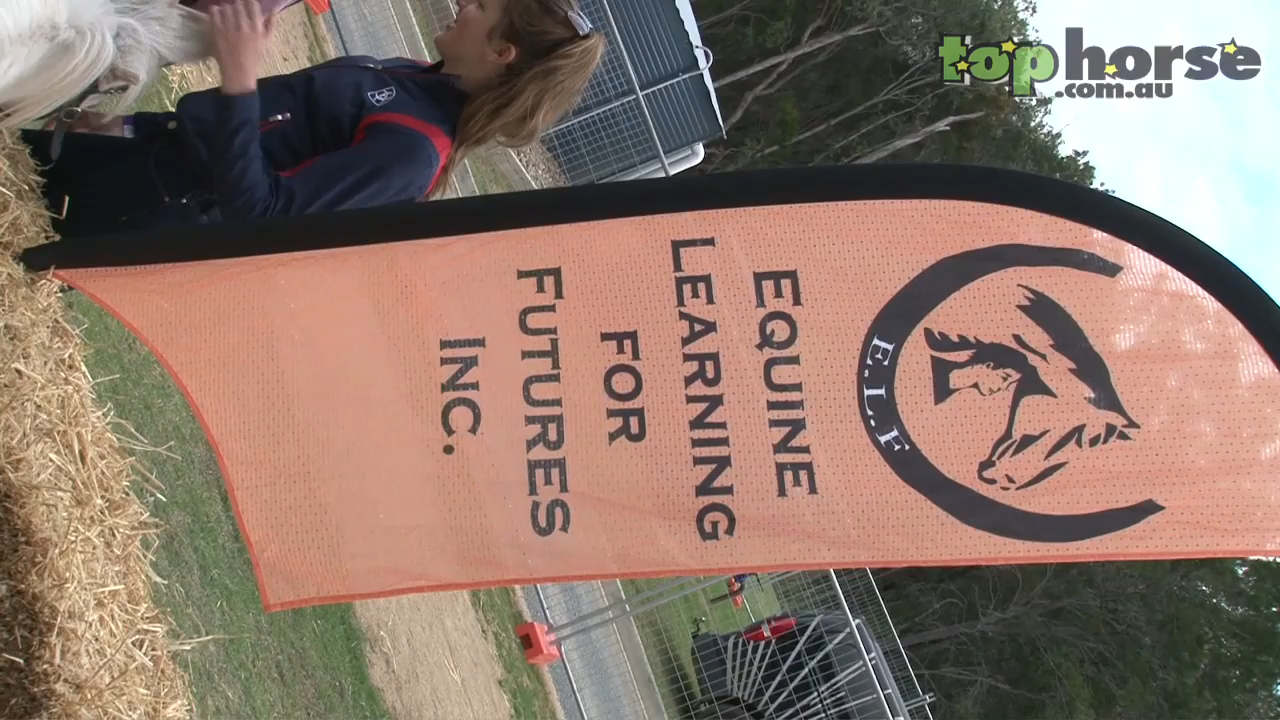 tophorse
.com.au
E.L.F
EQUINE
LEARNING
FOR
FUTURES
INC.